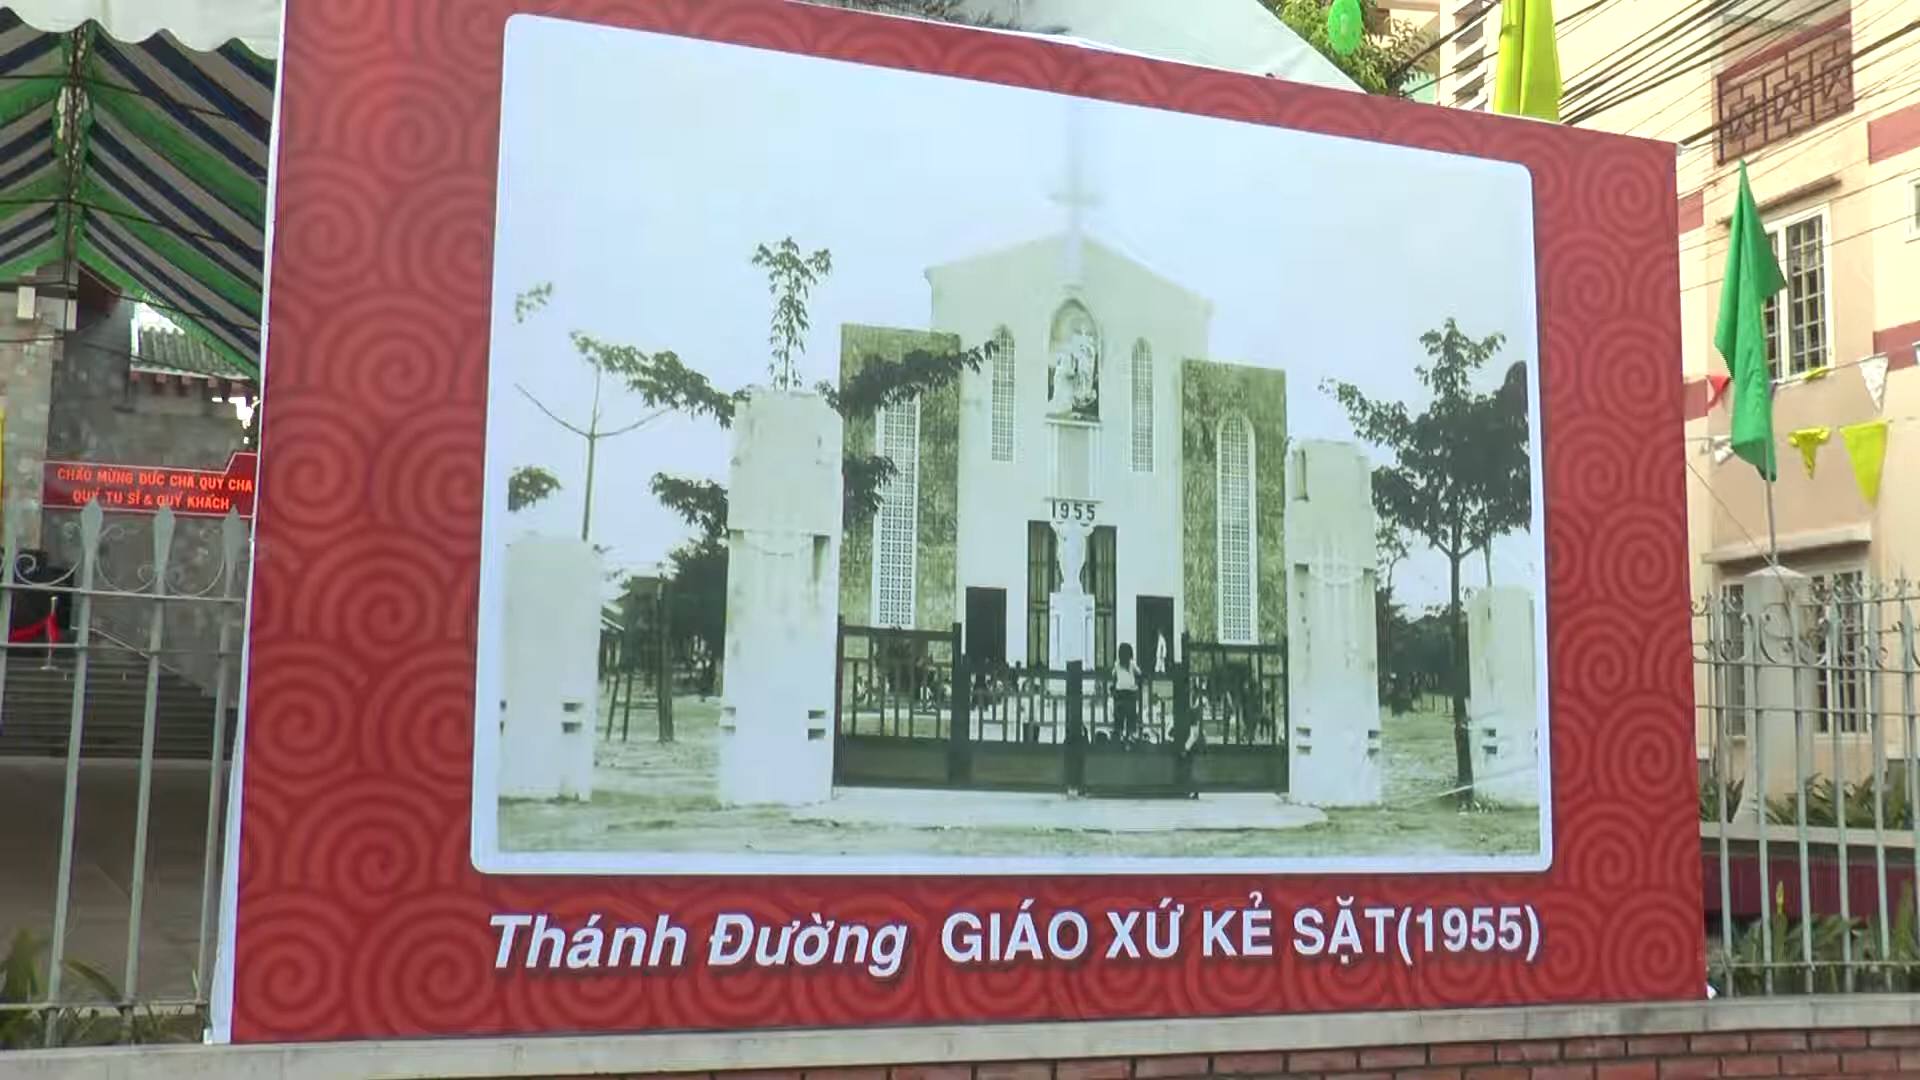 CHÀO MỪNG ĐỨC CHA, QUÝ CHA
QUÝ TU SĨ & QUÝ KHÁCH
1955
Thánh Đường GIÁO XỨ KẺ SẶT(1955)